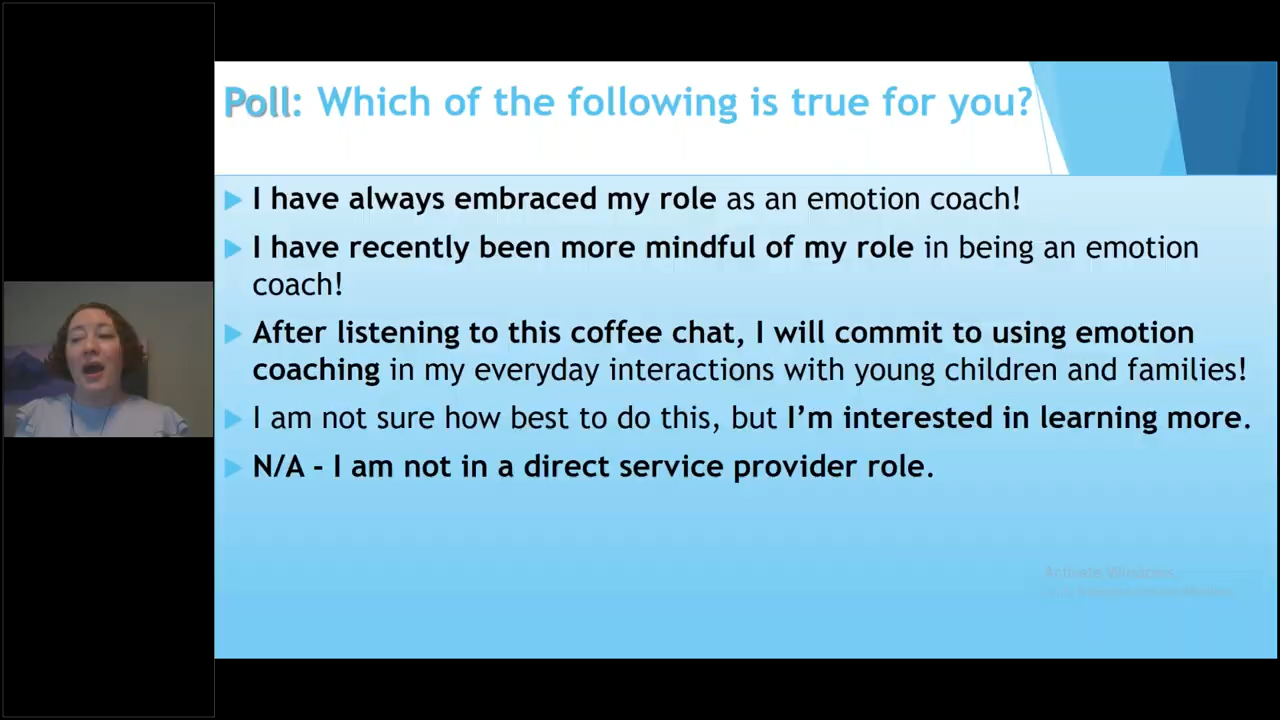 Poll: Which of the following is true for you?
I have always embraced my role as an emotion coach!
I have recently been more mindful of my role in being an emotion
coach!
After listening to this coffee chat, I will commit to using emotion
coaching in my everyday interactions with young children and families!
I am not sure how best to do this, but I’m interested in learning more.
N/A - I am not in a direct service provider role.
Activate Windows